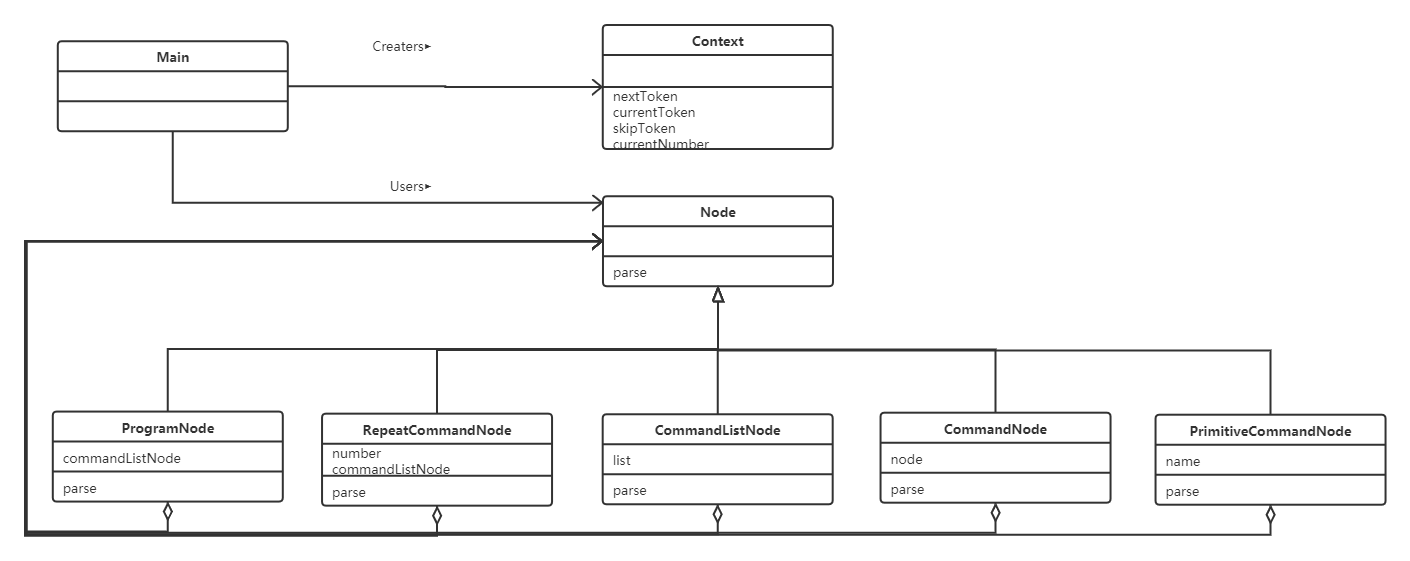 Main
Creaters▸
Context
nextToken
currentToken
skipToken
currentNumber
Users▸
Node
parse
ProgramNode
commandListNode
parse
RepeatCommandNode
number
commandListNode
parse
CommandListNode
list
parse
CommandNode
node
parse
PrimitiveCommandNode
name
parse